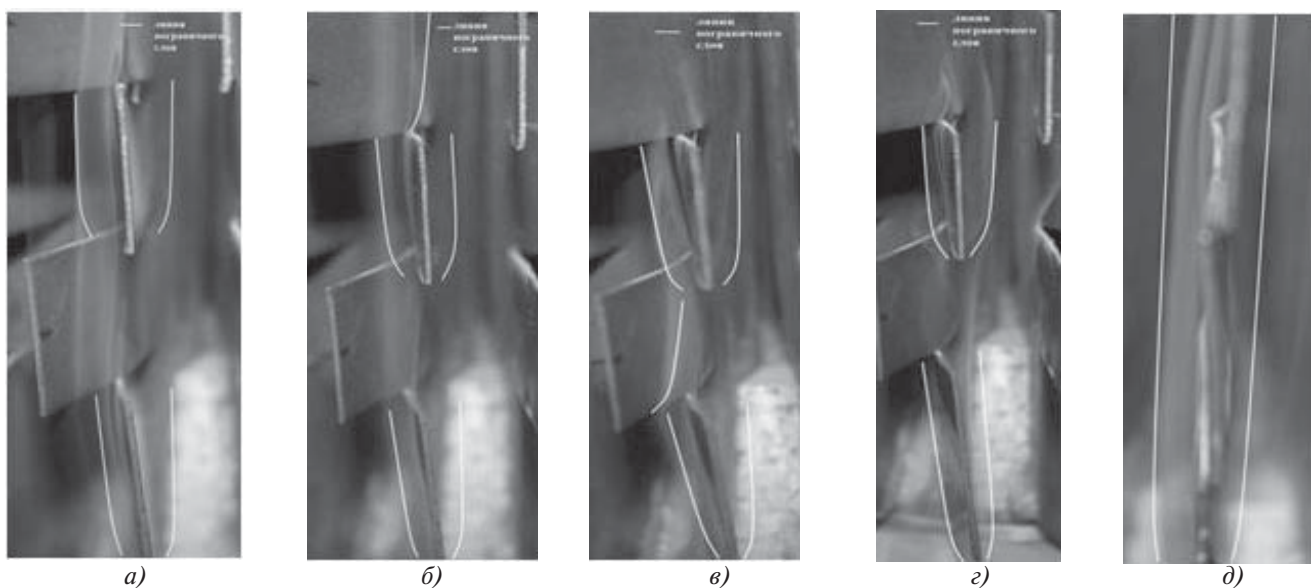 линия
пограничного
слоя
линия
пограничного
слоя
линия
пограничного
слоя
линия
пограничного
слоя
а)
б)
в)
г)
д)